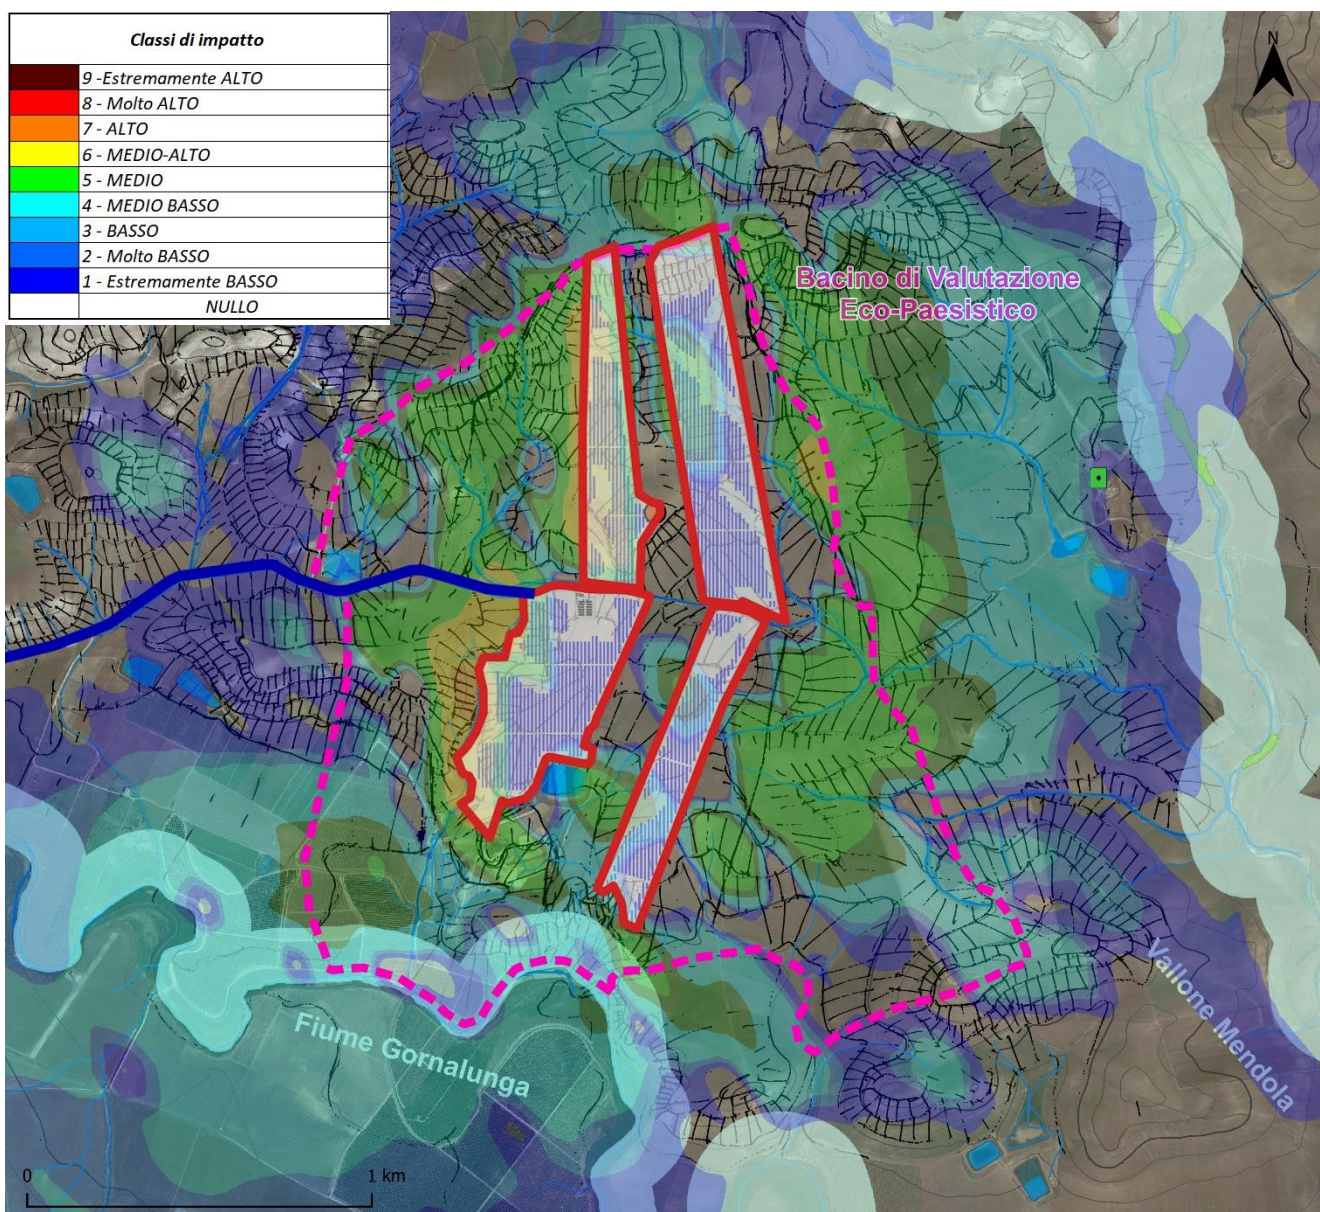 Classi di impatto
9 -Estremamente ALTO
8 - Molto ALTO
7 - ALTO
6 - MEDIO-ALTO
5 - MEDIO
4 - MEDIO BASSO
3 - BASSO
2 - Molto BASSO
1 - Estremamente BASSO
NULLO
N
Bacino di Valutazione
Eco-Paesistico
Fiume Gornalunga
Vallone Mendola
0
1 km